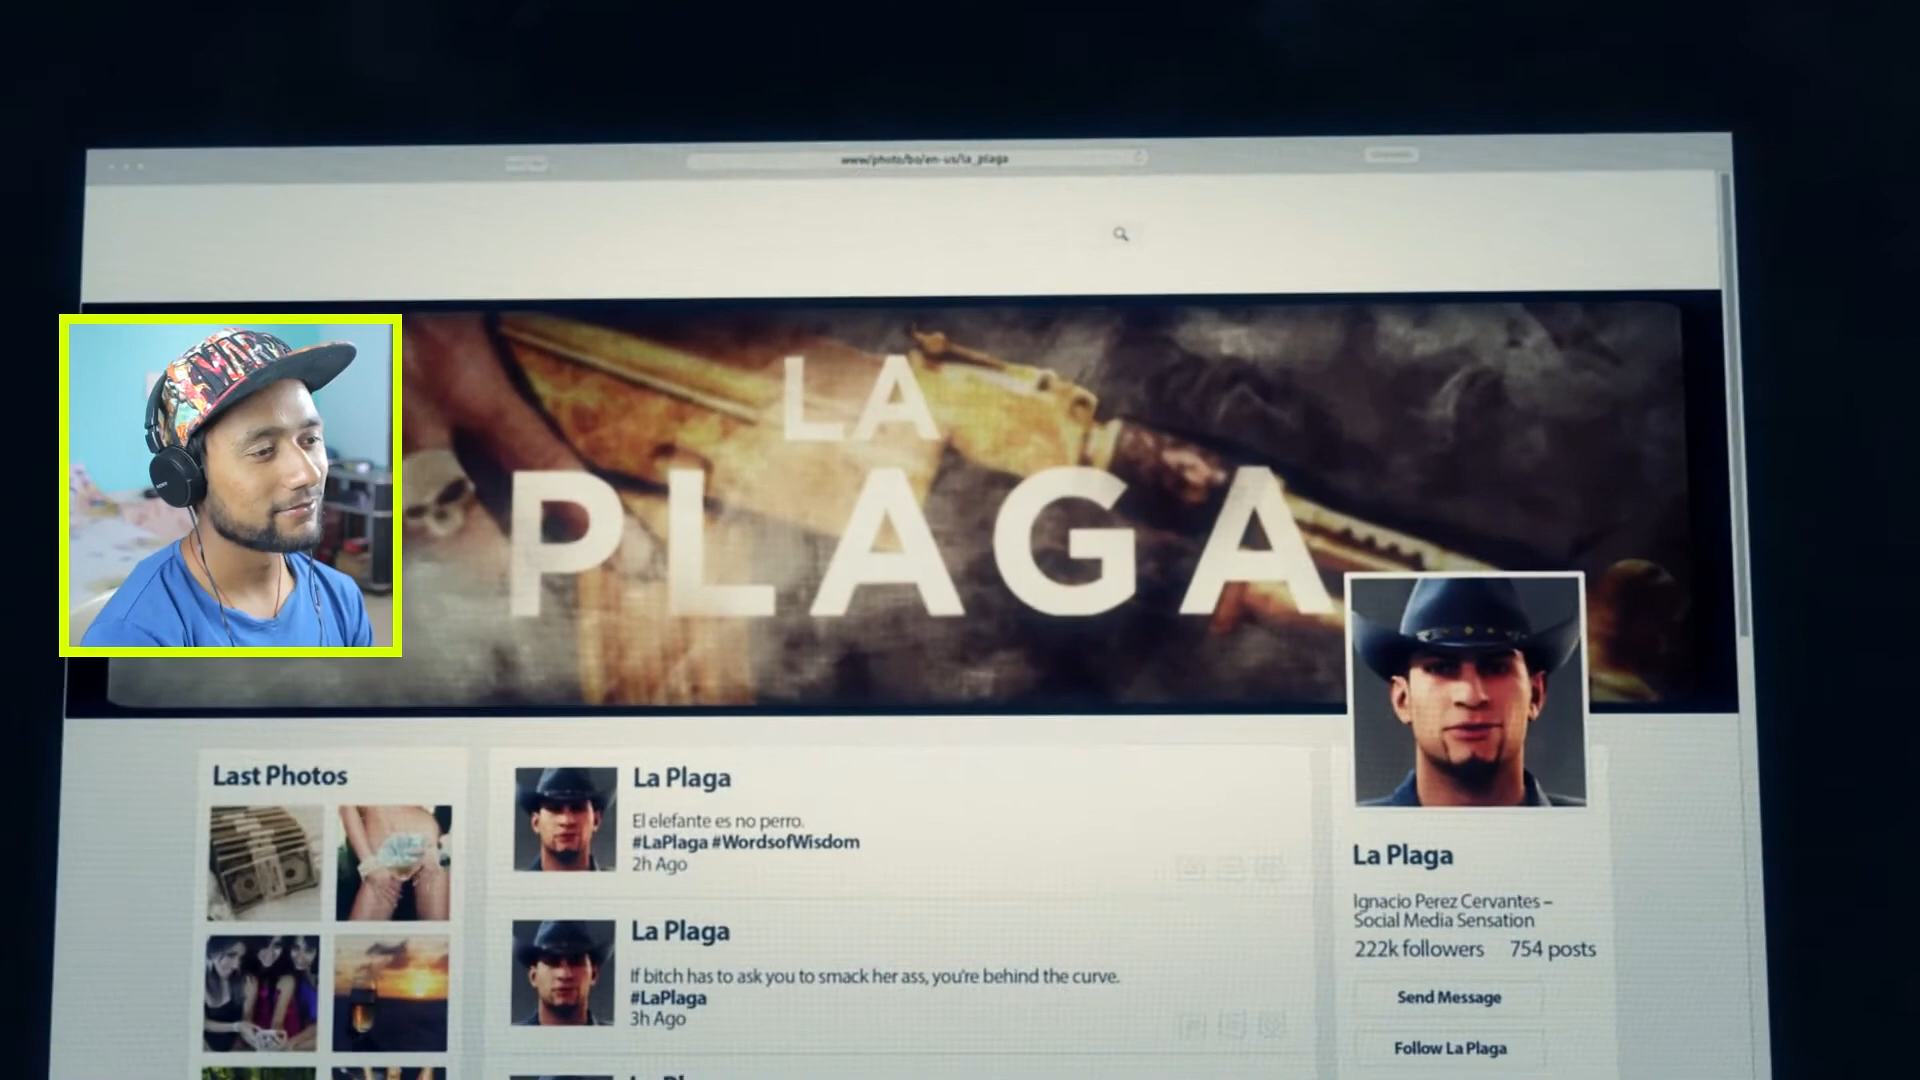 www/photo/bo/en-us/la_plaga
LA
PLAGA
Last Photos
La Plaga
El elefante es no perro.
#LaPlaga #WordsofWisdom
2h Ago
La Plaga
If bitch has to ask you to smack her ass, you're behind the curve.
#LaPlaga
3h Ago
La Plaga
Ignacio Perez Cervantes –
Social Media Sensation
222k followers 754 posts
Send Message
Follow La Plaga
SONY